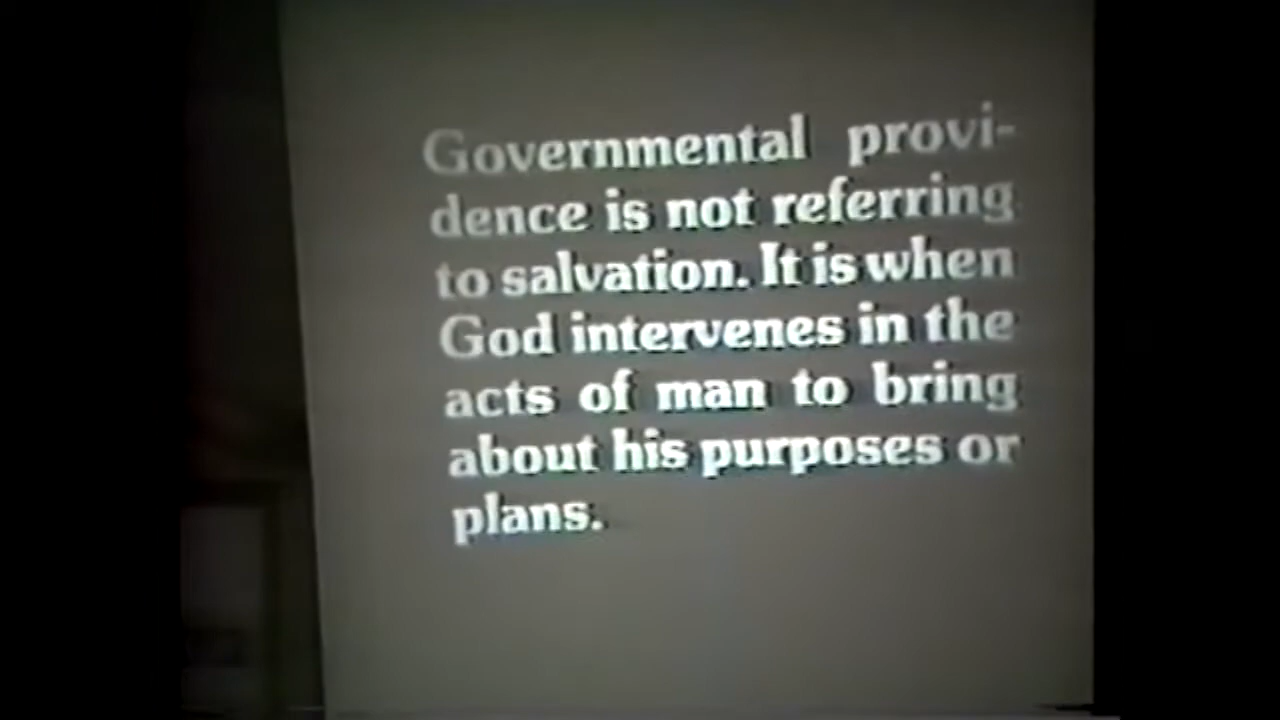 Governmental provi-
dence is not referring
to salvation. It is when
God intervenes in the
acts of man to bring
about his purposes or
plans.